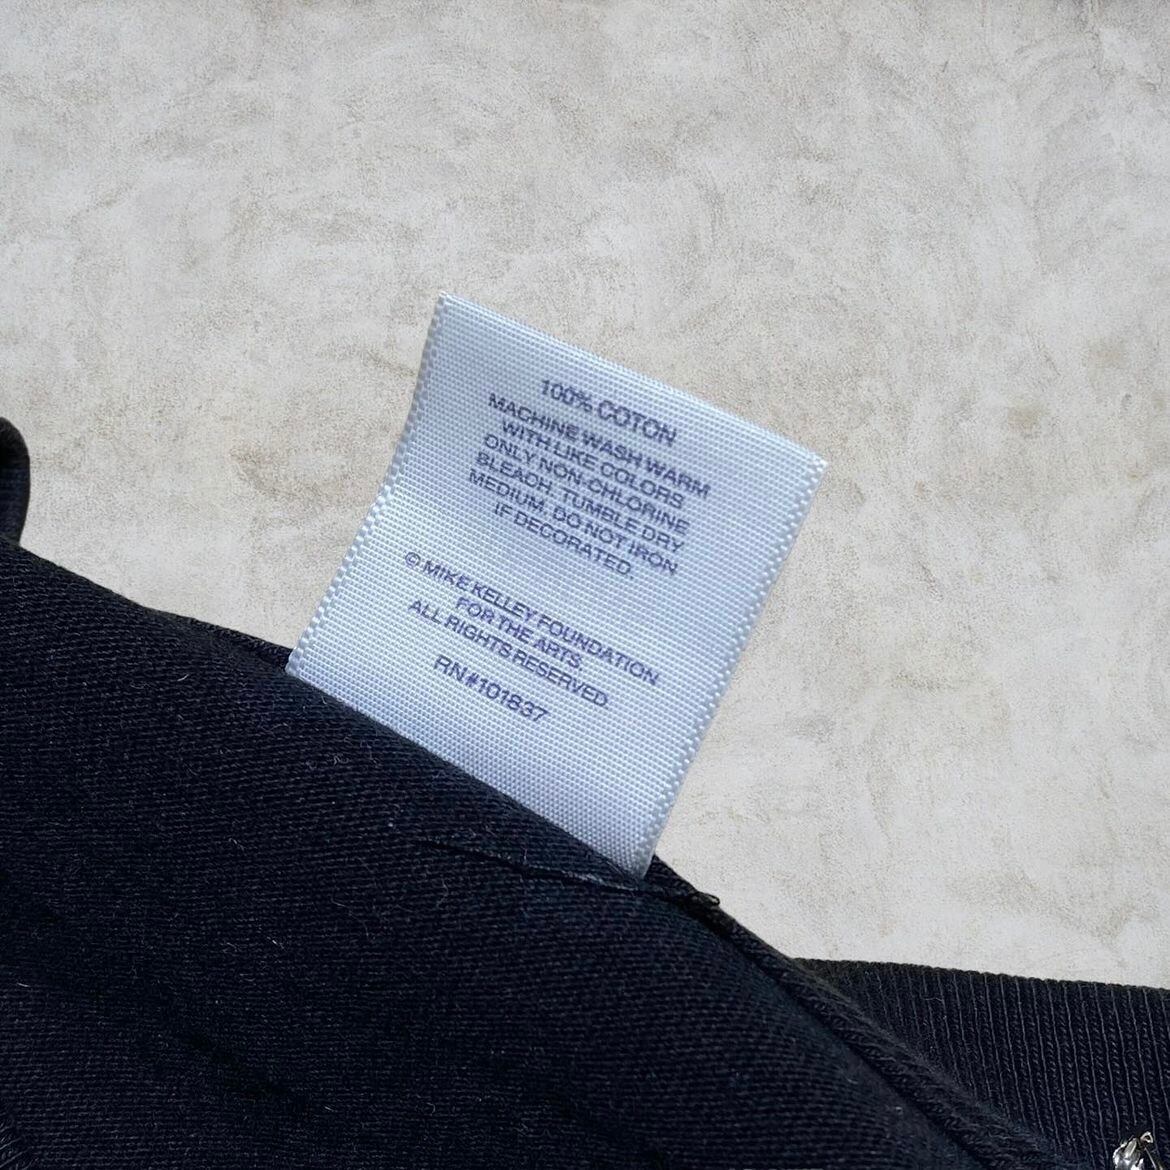 100% COTON
MACHINE WASH WARM
WITH LIKE COLORS
ONLY NON-CHLORINE
BLEACH. TUMBLE DRY
MEDIUM. DO NOT IRON
IF DECORATED.
© MIKE KELLEY FOUNDATION
FOR THE ARTS
ALL RIGHTS RESERVED
RN#101837